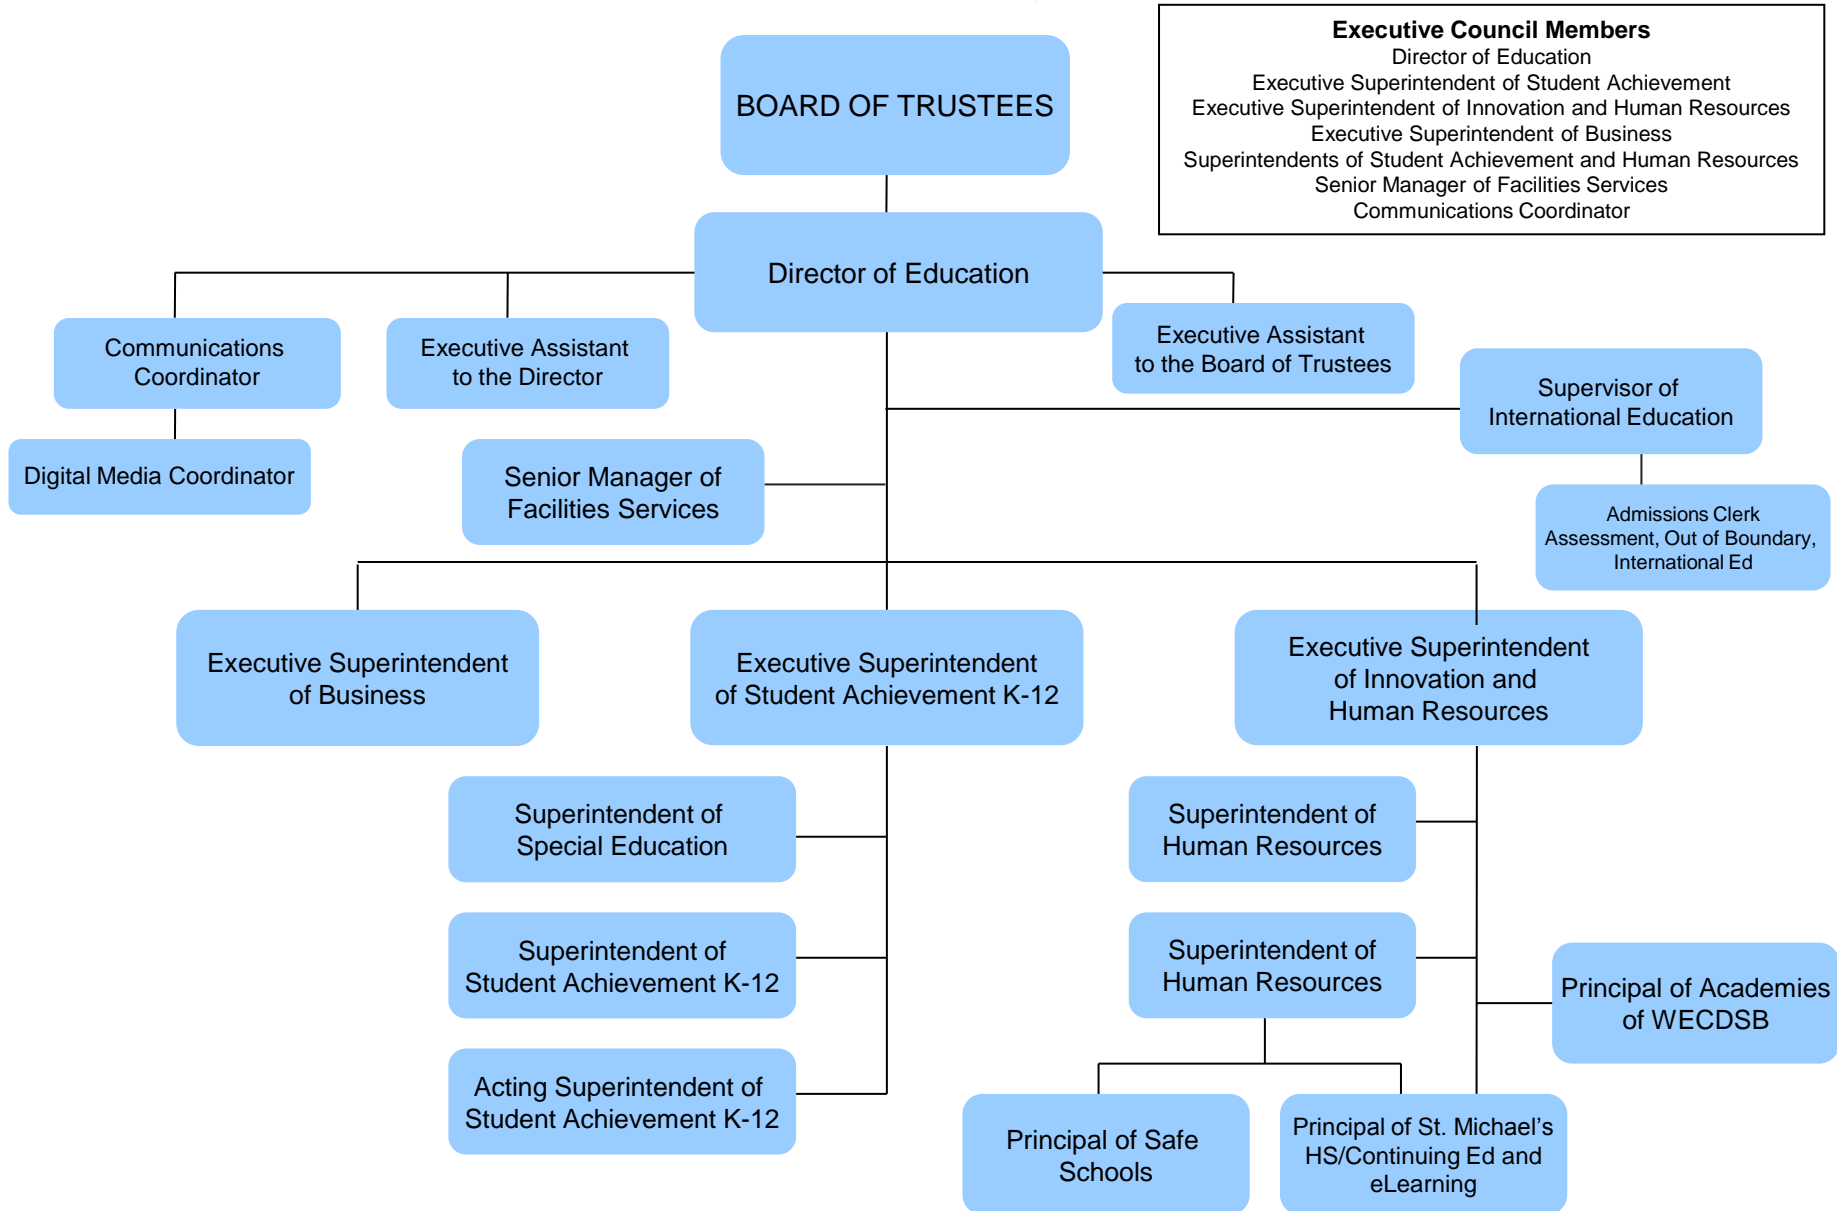 Executive Council Members
Director of Education
Executive Superintendent of Student Achievement
Executive Superintendent of Innovation and Human Resources
Executive Superintendent of Business
Superintendents of Student Achievement and Human Resources
Senior Manager of Facilities Services
Communications Coordinator
BOARD OF TRUSTEES
Director of Education
Communications
Coordinator
Executive Assistant
to the Director
Executive Assistant
to the Board of Trustees
Supervisor of
International Education
Digital Media Coordinator
Senior Manager of
Facilities Services
Admissions Clerk
Assessment, Out of Boundary,
International Ed
Executive Superintendent
of Business
Executive Superintendent
of Student Achievement K-12
Executive Superintendent
of Innovation and
Human Resources
Superintendent of
Special Education
Superintendent of
Human Resources
Superintendent of
Student Achievement K-12
Superintendent of
Human Resources
Principal of Academies
of WECDSB
Acting Superintendent of
Student Achievement K-12
Principal of Safe
Schools
Principal of St. Michael’s
HS/Continuing Ed and
eLearning